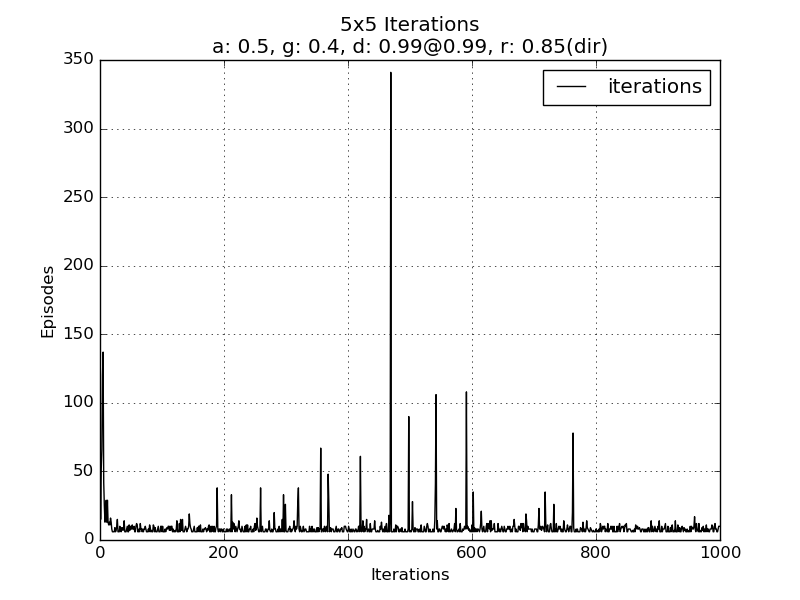 5x5 Iterations
a: 0.5, g: 0.4, d: 0.99@0.99, r: 0.85(dir)
iterations
350
300
250
200
150
100
50
0
Episodes
0 200 400 600 800 1000
Iterations